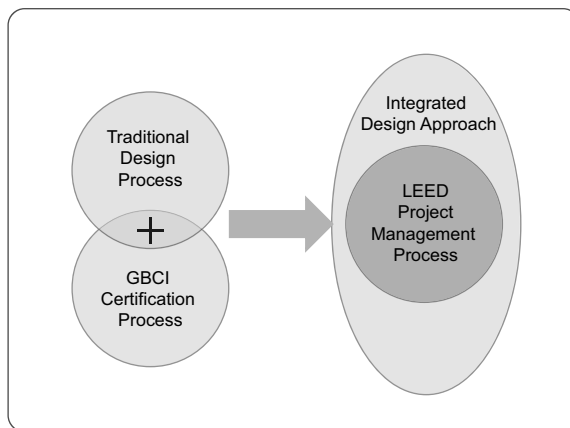 Traditional
Design
Process
+
GBCI
Certification
Process
Integrated
Design Approach
LEED
Project
Management
Process